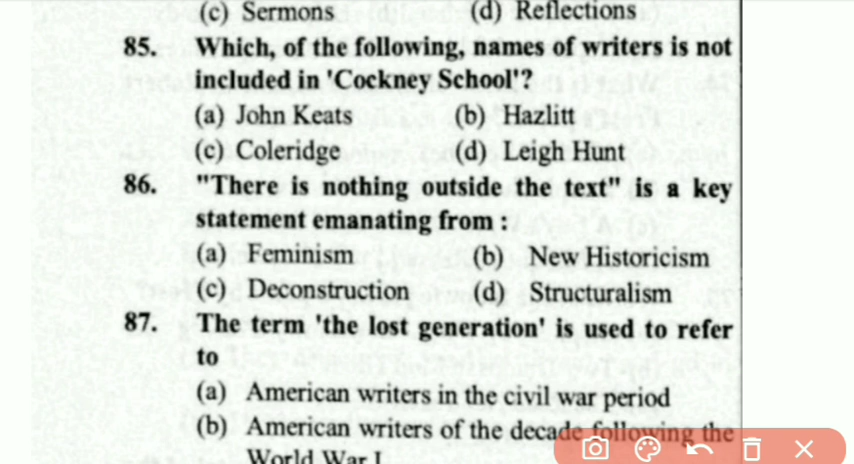 (c) Sermons (d) Reflections
85. Which, of the following, names of writers is not
included in 'Cockney School'?
(a) John Keats (b) Hazlitt
(c) Coleridge (d) Leigh Hunt
86. "There is nothing outside the text" is a key
statement emanating from :
(a) Feminism (b) New Historicism
(c) Deconstruction (d) Structuralism
87. The term 'the lost generation' is used to refer
to
(a) American writers in the civil war period
(b) American writers of the decade following the
World War I